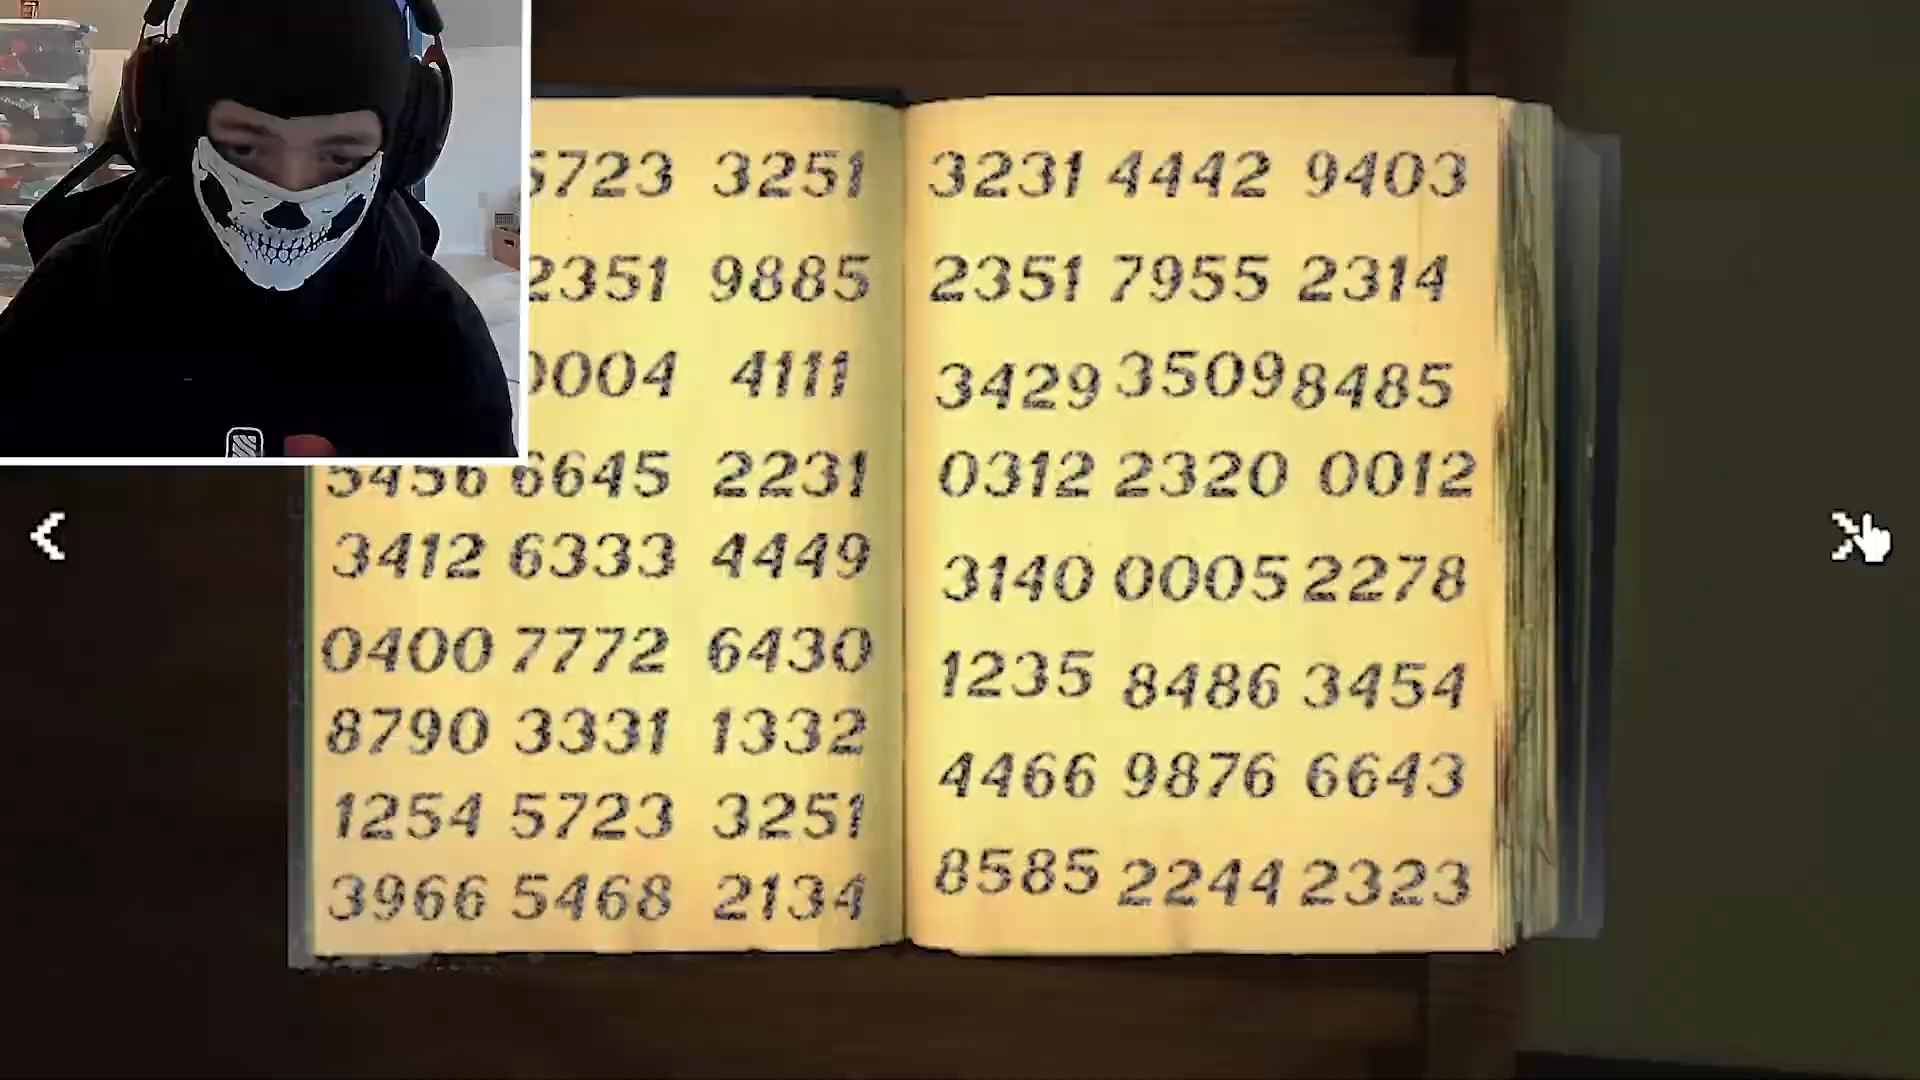 5723 3251
2351 9885
0004 4111
5456 6645 2231
3412 6333 4449
0400 7772 6430
8790 3331 1332
1254 5723 3251
3966 5468 2134
3231 4442 9403
2351 7955 2314
3429 3509 8485
0312 2320 0012
3140 0005 2278
1235 8486 3454
4466 9876 6643
8585 2244 2323